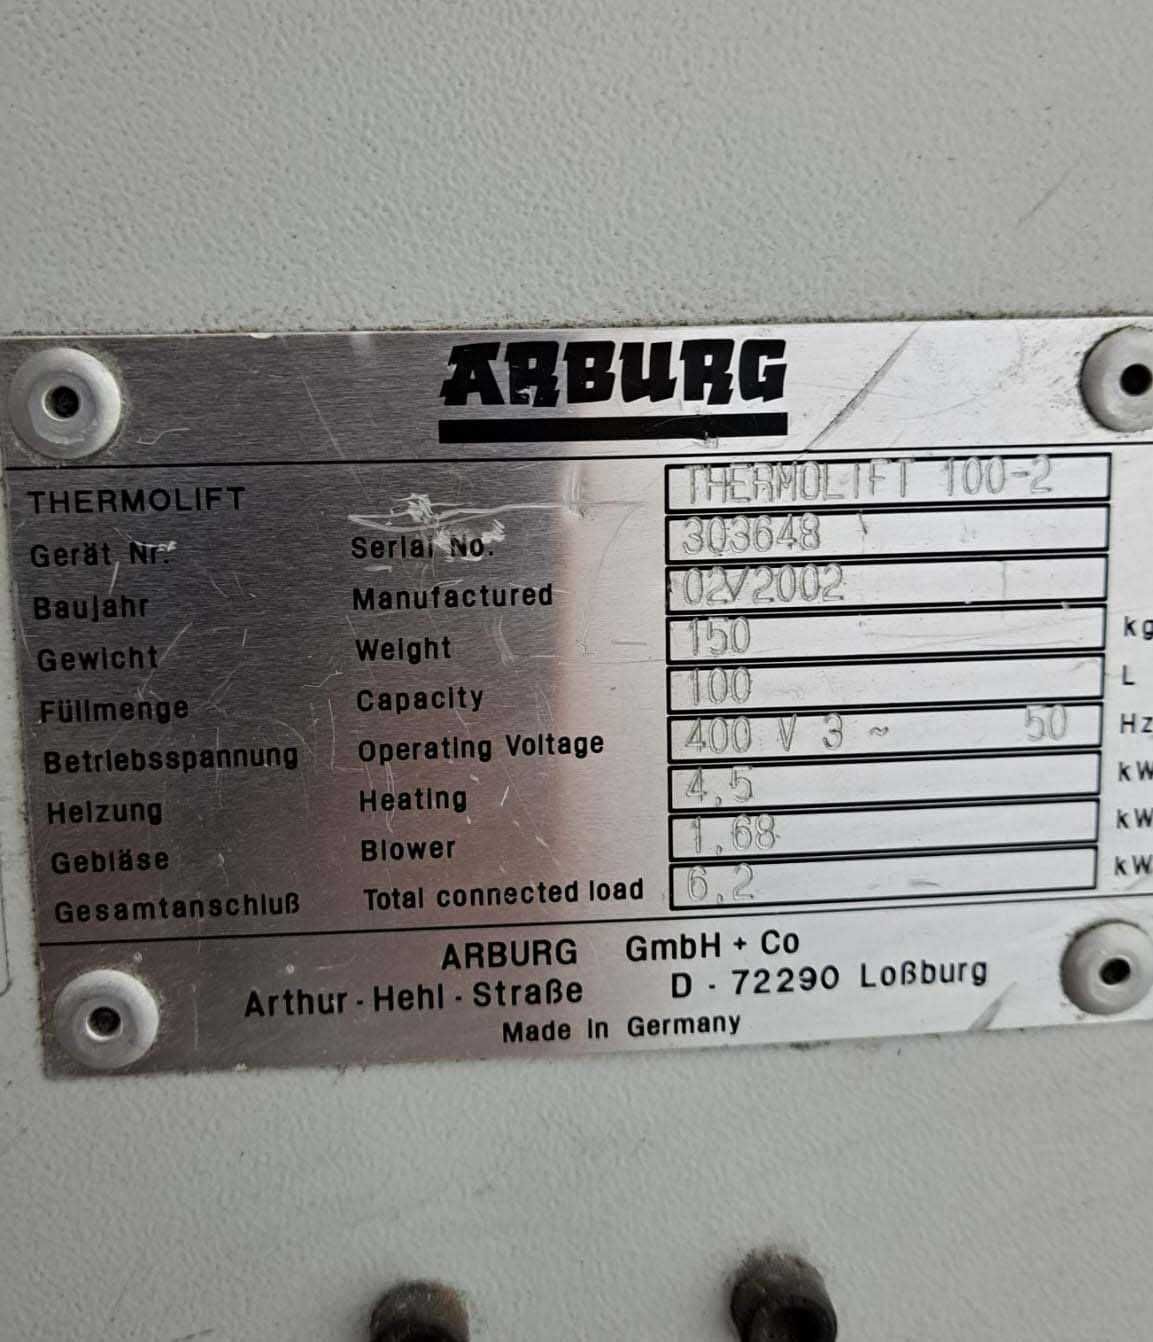 ARBURG
THERMOLIFT THERMOLIFT 100-2
Gerät Nr. Serial No. 303648
Baujahr Manufactured 02/2002
Gewicht Weight 150 kg
Füllmenge Capacity 100 L
Betriebsspannung Operating Voltage 400 V 3 ~ 50 Hz
Heizung Heating 4,5 kW
Gebläse Blower 1,68 kW
Gesamtanschluß Total connected load 6,2 kW
ARBURG GmbH + Co
Arthur - Hehl - Straße D - 72290 Loßburg
Made in Germany